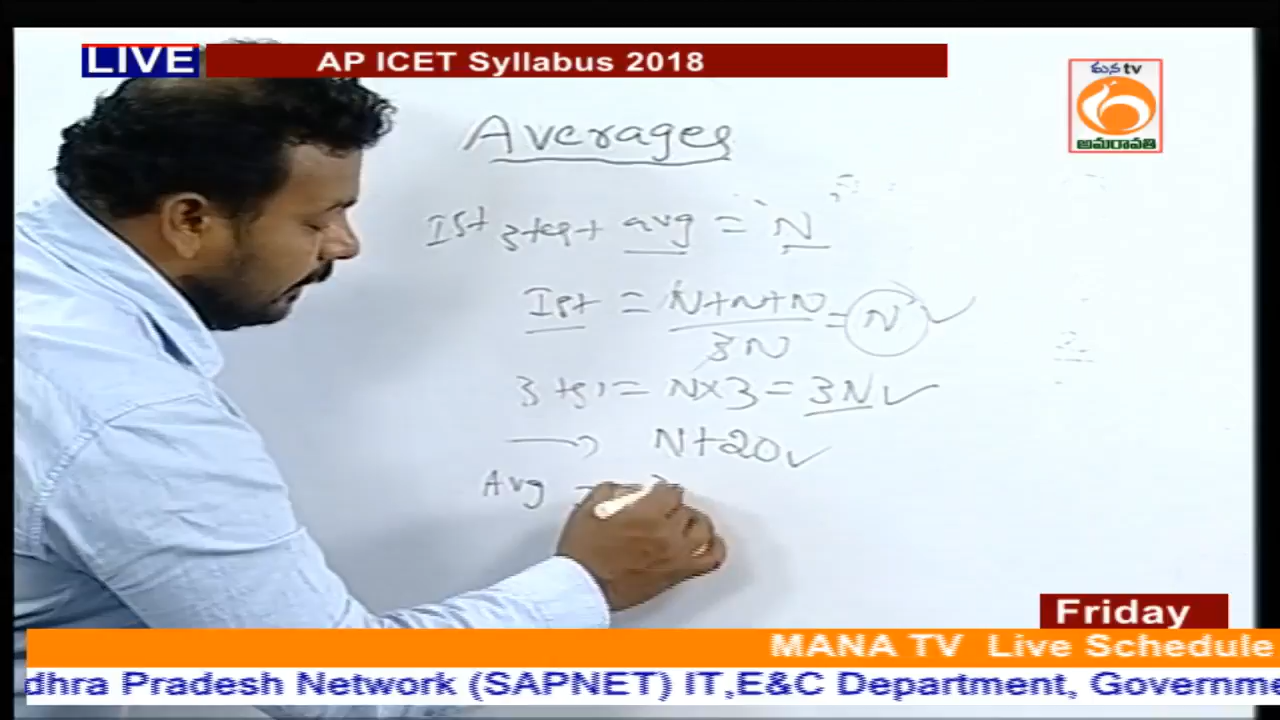 LIVE AP ICET Syllabus 2018
మన tv
అమరావతి
Averages
Ist 3 test avg = 'N'
Ist = N+N+N / 3N = N
= N×3 = 3N ✓
→ N+20 ✓
Avg
Friday
MANA TV Live Schedule
dhra Pradesh Network (SAPNET) IT,E&C Department, Governme